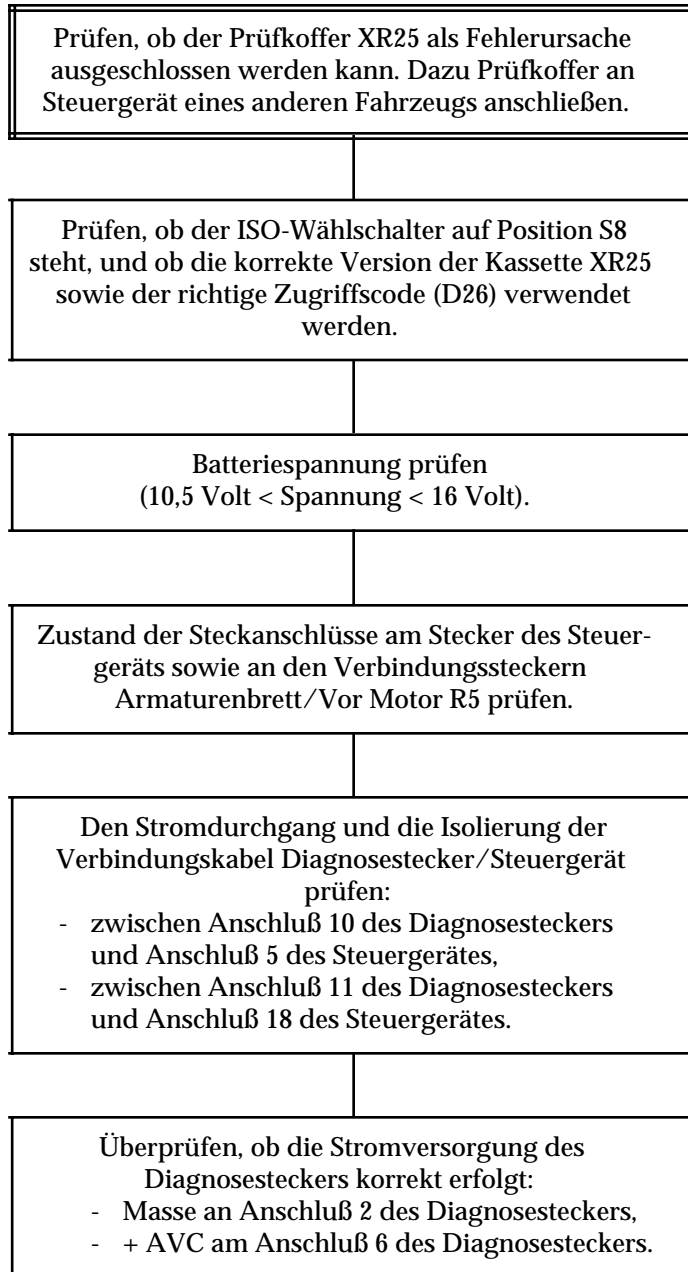 Prüfen, ob der Prüfkoffer XR25 als Fehlerursache
ausgeschlossen werden kann. Dazu Prüfkoffer an
Steuergerät eines anderen Fahrzeugs anschließen.
Prüfen, ob der ISO-Wählschalter auf Position S8
steht, und ob die korrekte Version der Kassette XR25
sowie der richtige Zugriffscode (D26) verwendet
werden.
Batteriespannung prüfen
(10,5 Volt < Spannung < 16 Volt).
Zustand der Steckanschlüsse am Stecker des Steuer-
geräts sowie an den Verbindungssteckern
Armaturenbrett/Vor Motor R5 prüfen.
Den Stromdurchgang und die Isolierung der
Verbindungskabel Diagnosestecker/Steuergerät
prüfen:
- zwischen Anschluß 10 des Diagnosesteckers
und Anschluß 5 des Steuergerätes,
- zwischen Anschluß 11 des Diagnosesteckers
und Anschluß 18 des Steuergerätes.
Überprüfen, ob die Stromversorgung des
Diagnosesteckers korrekt erfolgt:
- Masse an Anschluß 2 des Diagnosesteckers,
- + AVC am Anschluß 6 des Diagnosesteckers.